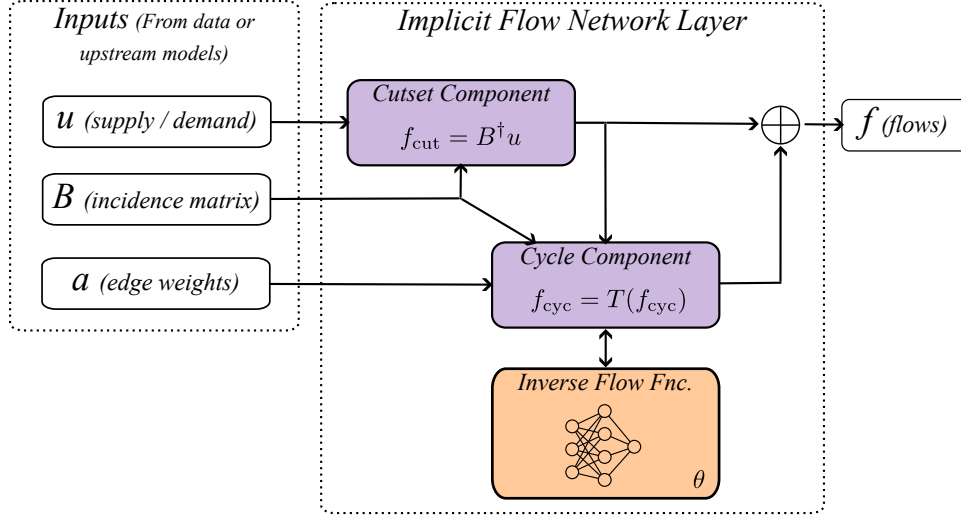 Inputs (From data or
upstream models)
u (supply / demand)
B (incidence matrix)
a (edge weights)
Implicit Flow Network Layer
Cutset Component
f_cut = B†u
Cycle Component
f_cyc = T(f_cyc)
Inverse Flow Fnc.
θ
f (flows)